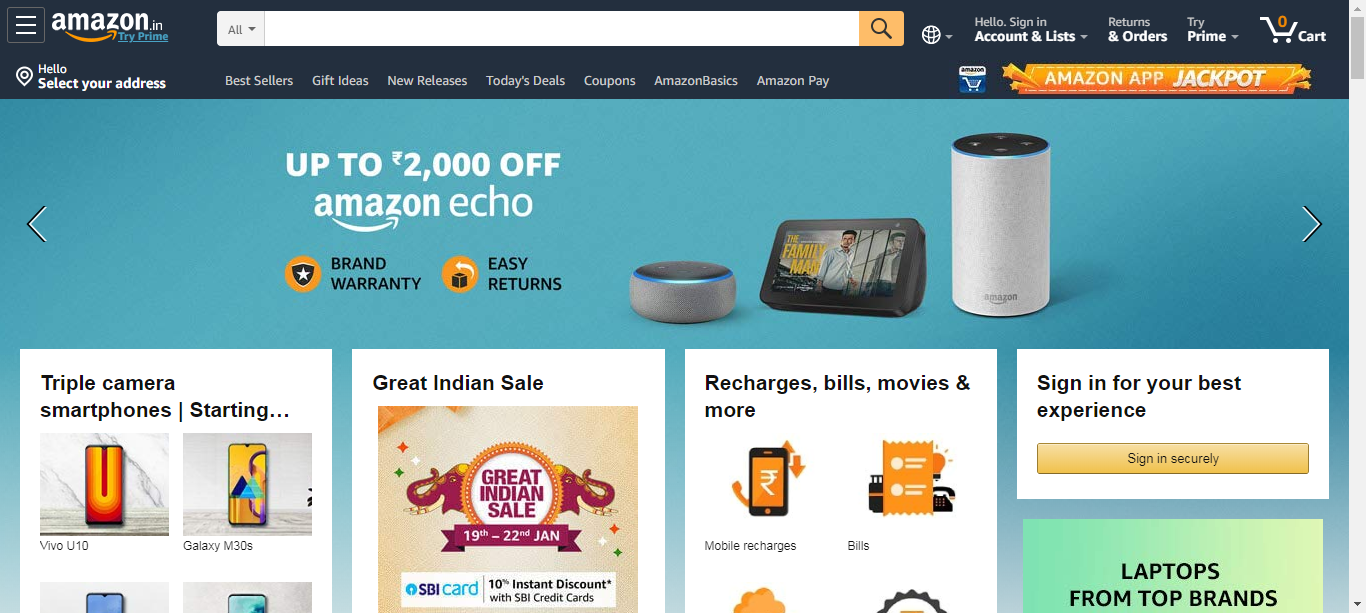 amazon.in
Try Prime
All
Hello. Sign in
Account & Lists
Returns
& Orders
Try
Prime
0
Cart
Hello
Select your address
Best Sellers
Gift Ideas
New Releases
Today's Deals
Coupons
AmazonBasics
Amazon Pay
amazon
AMAZON APP JACKPOT
UP TO ₹2,000 OFF
amazon echo
BRAND
WARRANTY
EASY
RETURNS
THE
FAMILY
MAN
amazon
Triple camera
smartphones | Starting…
Vivo U10
Galaxy M30s
Great Indian Sale
GREAT
INDIAN
SALE
19th – 22nd JAN
SBI card
10% Instant Discount*
with SBI Credit Cards
Recharges, bills, movies &
more
₹
Mobile recharges
Bills
Sign in for your best
experience
Sign in securely
LAPTOPS
FROM TOP BRANDS